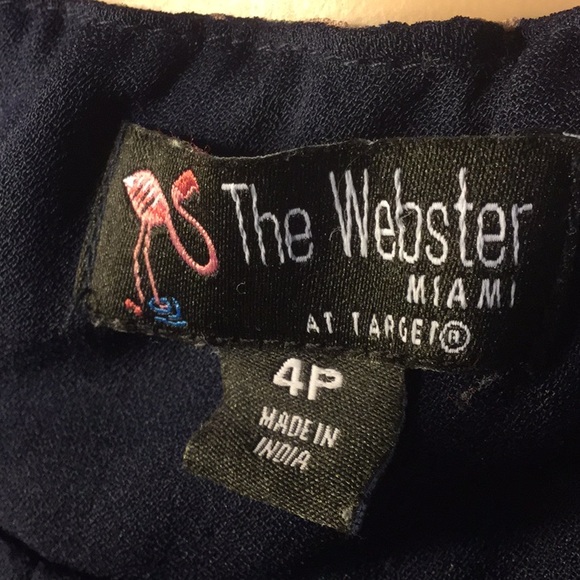 The Webster
MIAMI
AT TARGET®
4P
MADE IN
INDIA